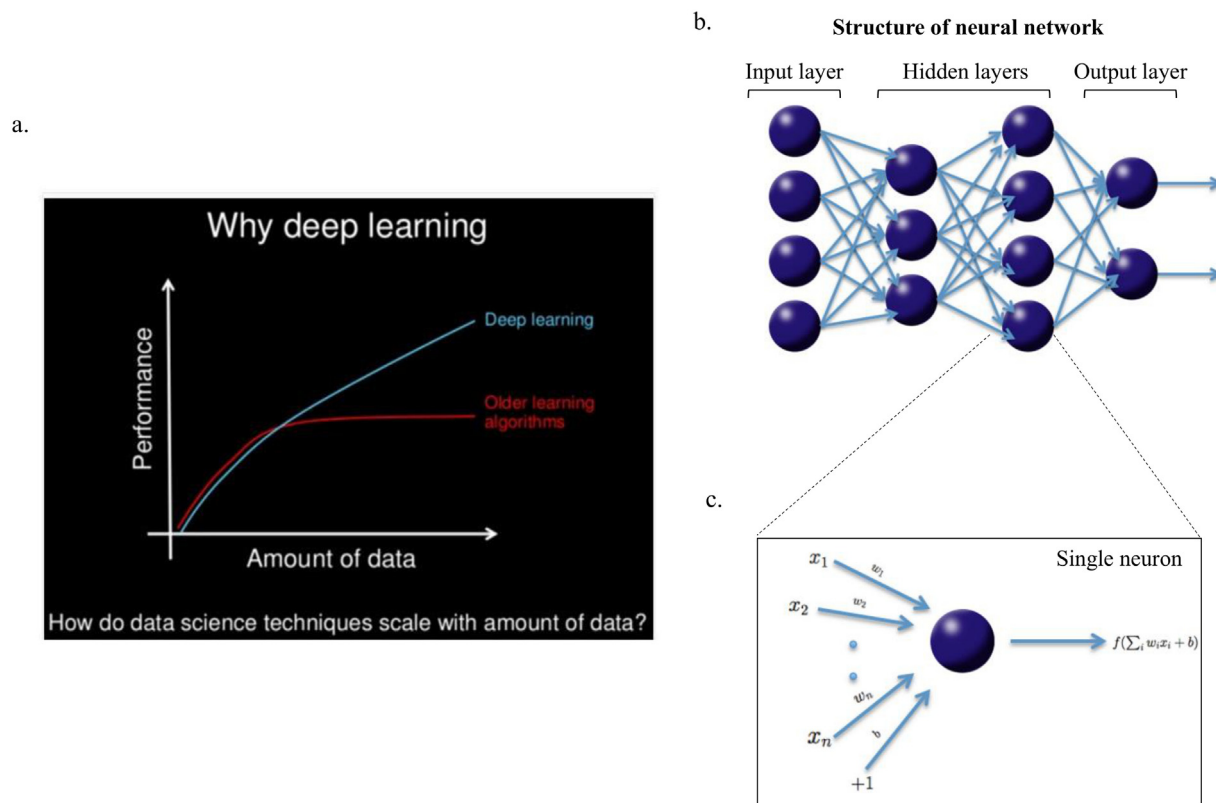 a.
Why deep learning
Performance
Deep learning
Older learning
algorithms
Amount of data
How do data science techniques scale with amount of data?
b.
Structure of neural network
Input layer
Hidden layers
Output layer
c.
Single neuron
x₁
w₁
x₂
w₂
xₙ
wₙ
b
+1
f(∑ᵢ wᵢxᵢ + b)